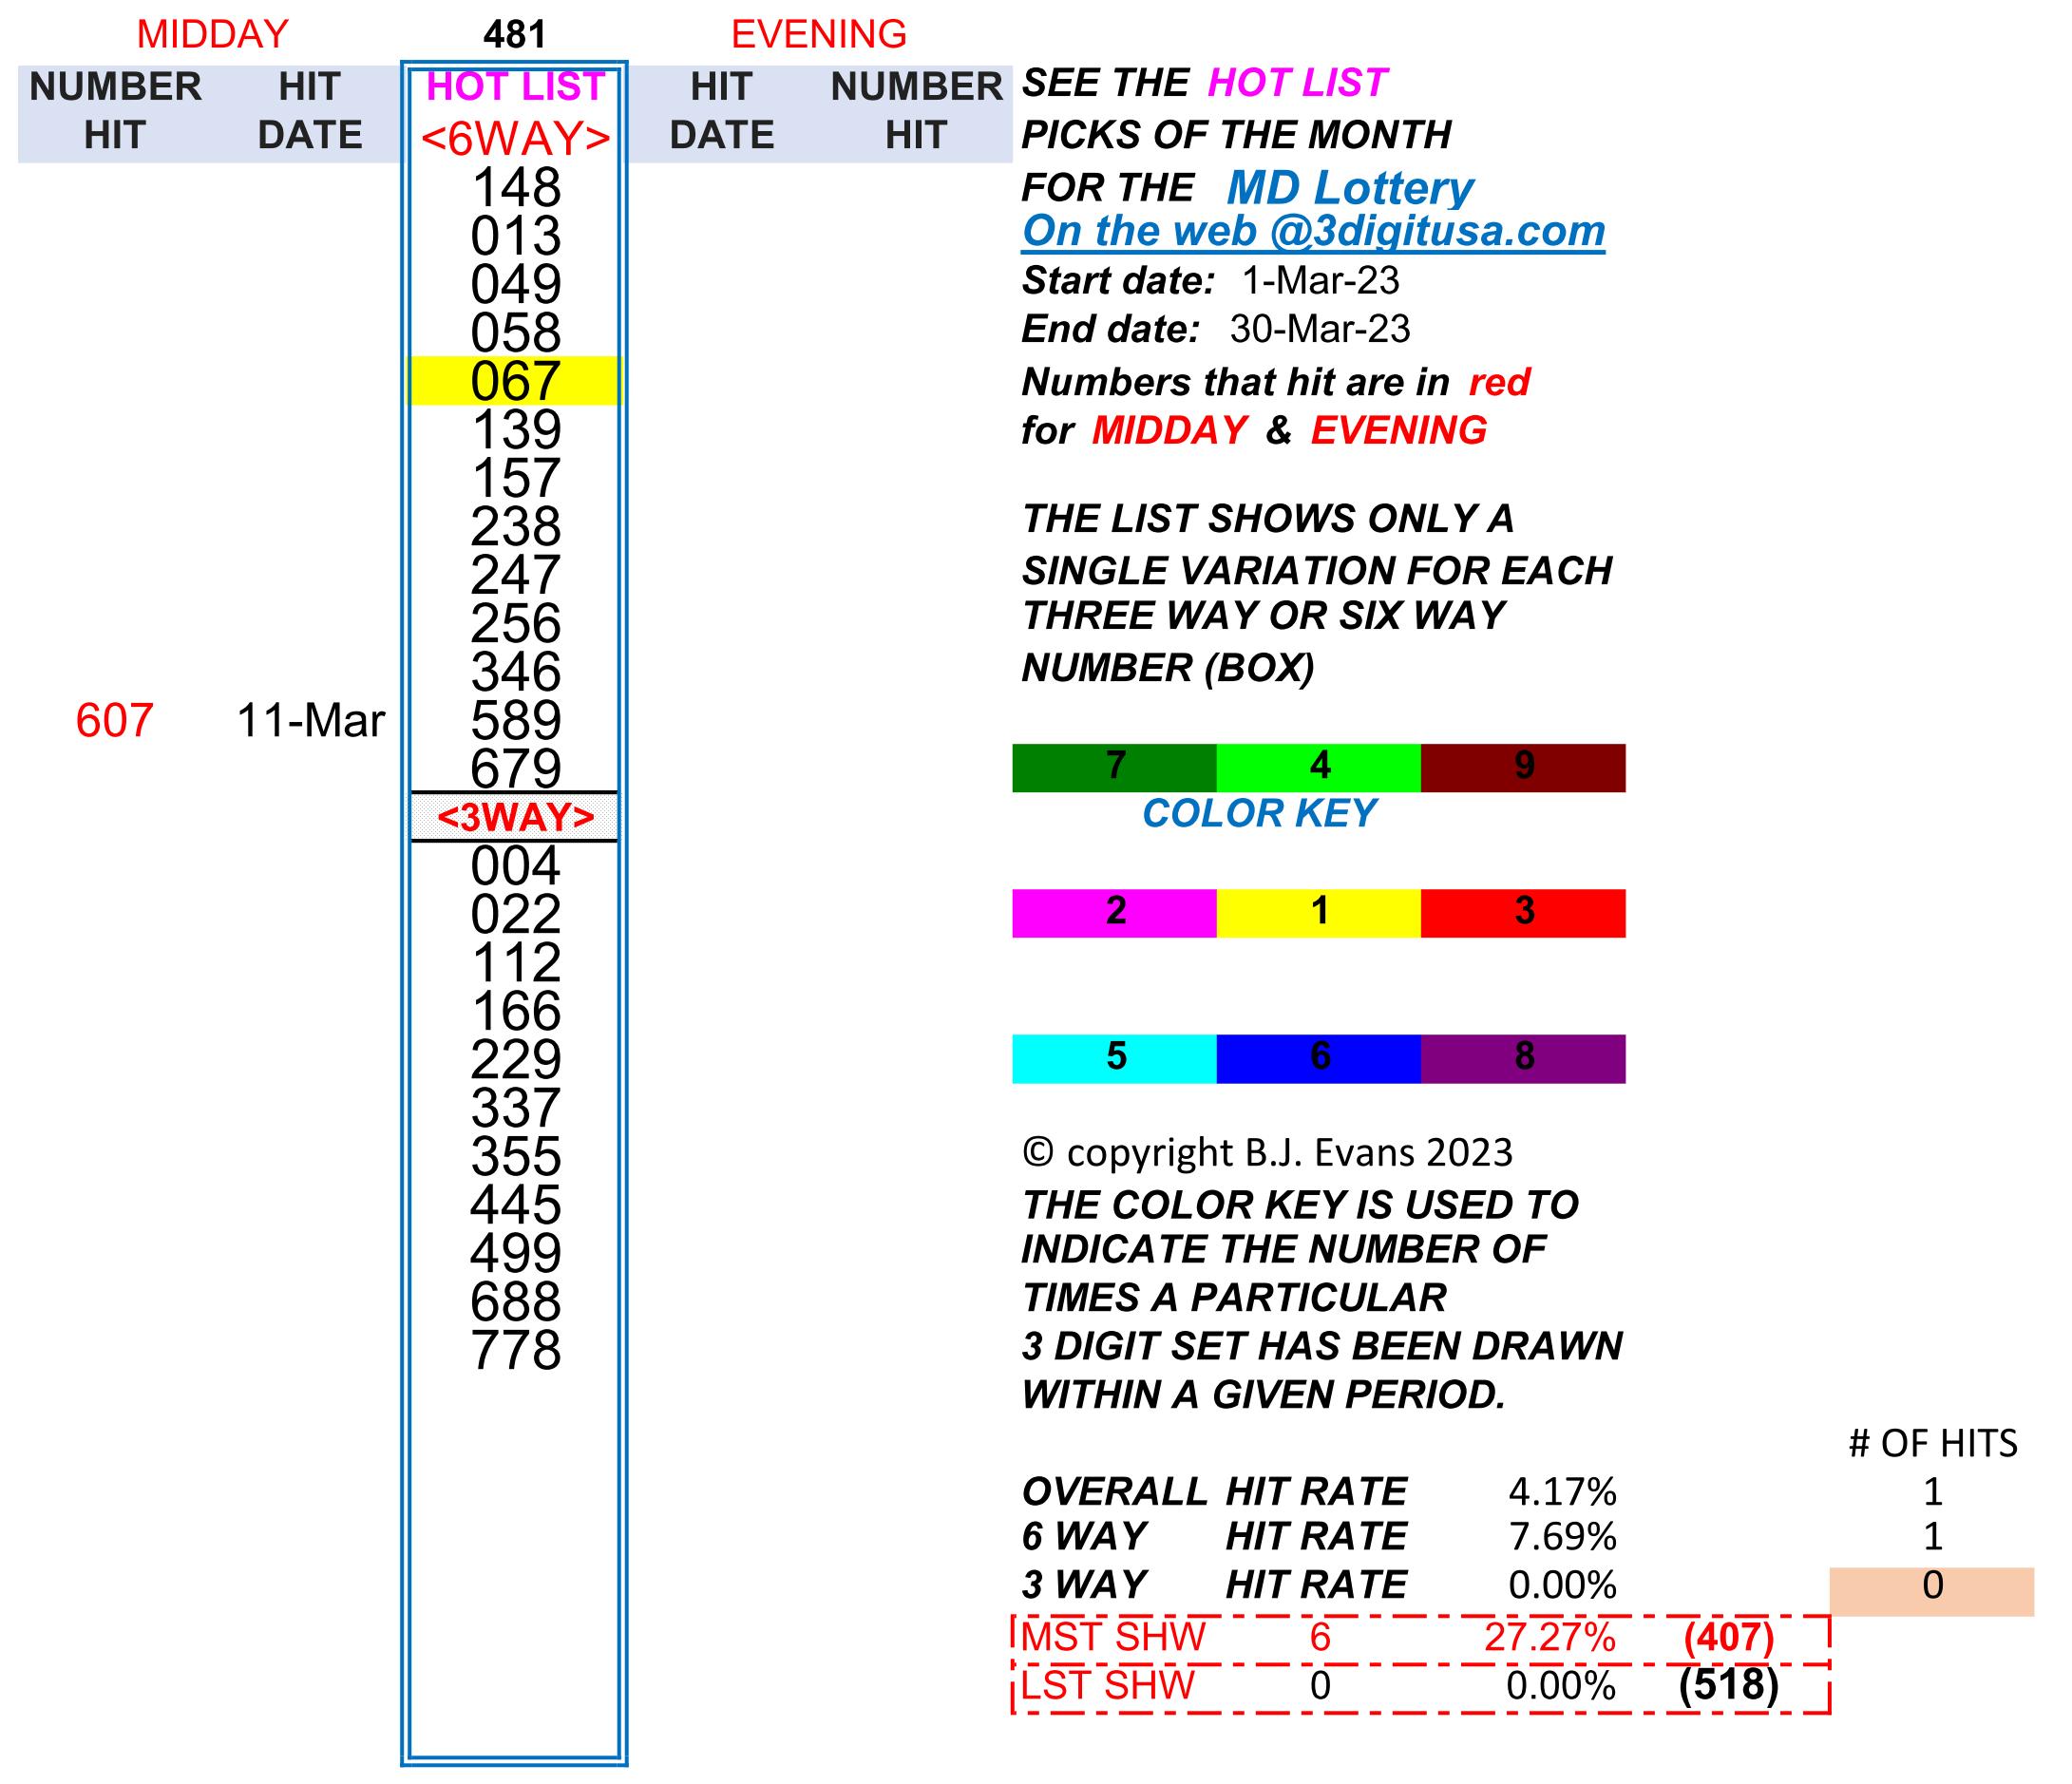 MIDDAY 481 EVENING
NUMBER HIT HOT LIST HIT NUMBER
HIT DATE <6WAY> DATE HIT
148
013
049
058
067
139
157
238
247
256
346
607 11-Mar 589
679
<3WAY>
004
022
112
166
229
337
355
445
499
688
778
SEE THE HOT LIST
PICKS OF THE MONTH
FOR THE MD Lottery
On the web @3digitusa.com
Start date: 1-Mar-23
End date: 30-Mar-23
Numbers that hit are in red
for MIDDAY & EVENING
THE LIST SHOWS ONLY A
SINGLE VARIATION FOR EACH
THREE WAY OR SIX WAY
NUMBER (BOX)
7 4 9
COLOR KEY
2 1 3
5 6 8
© copyright B.J. Evans 2023
THE COLOR KEY IS USED TO
INDICATE THE NUMBER OF
TIMES A PARTICULAR
3 DIGIT SET HAS BEEN DRAWN
WITHIN A GIVEN PERIOD.
# OF HITS
OVERALL HIT RATE 4.17% 1
6 WAY HIT RATE 7.69% 1
3 WAY HIT RATE 0.00% 0
MST SHW 6 27.27% (407)
LST SHW 0 0.00% (518)